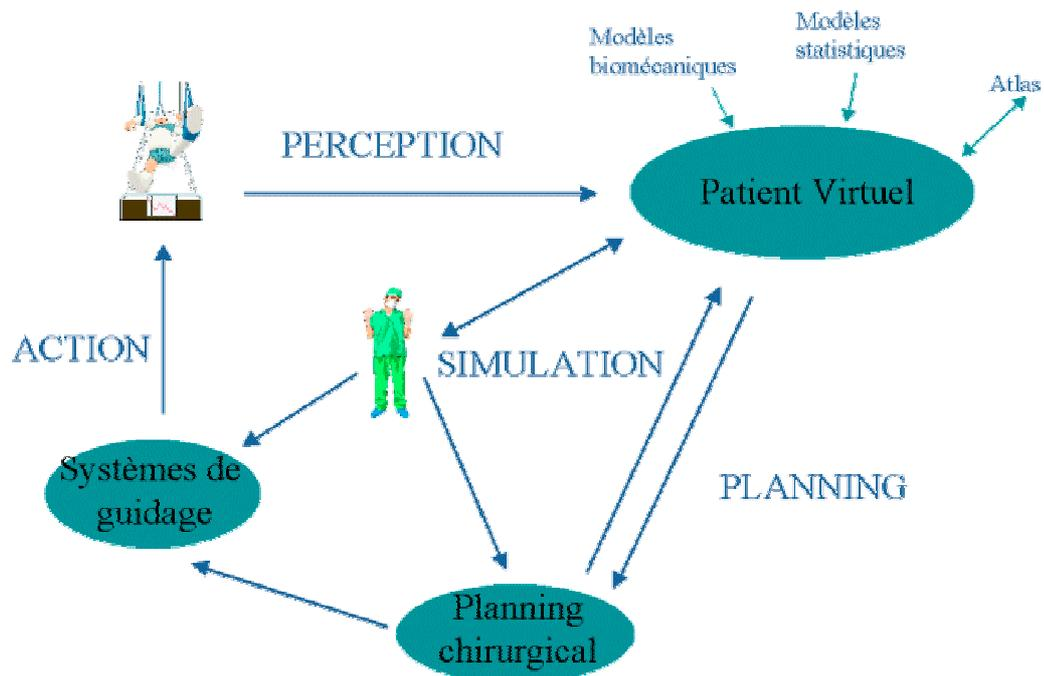 Modèles
biomécaniques
Modèles
statistiques
Atlas
PERCEPTION
Patient Virtuel
ACTION
SIMULATION
Systèmes de
guidage
PLANNING
Planning
chirurgical